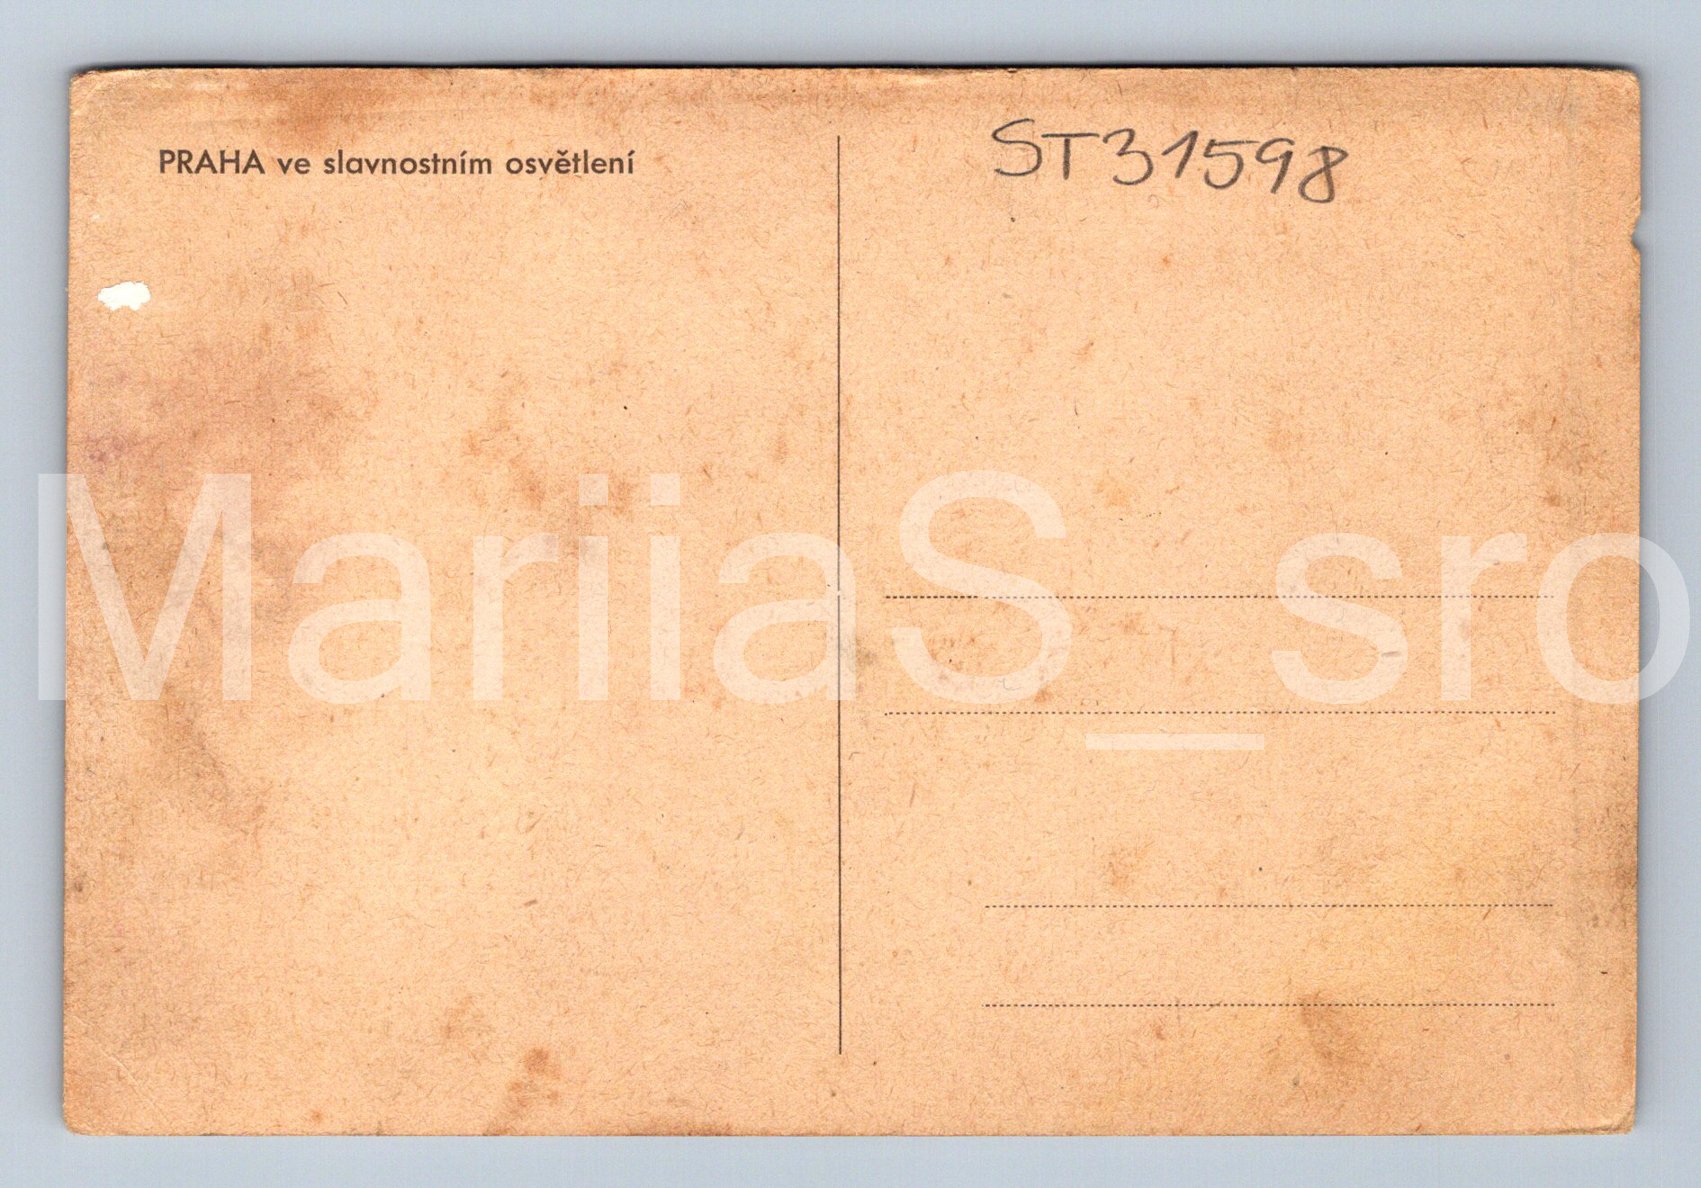 PRAHA ve slavnostním osvětlení
ST31598
MariiaS_sro